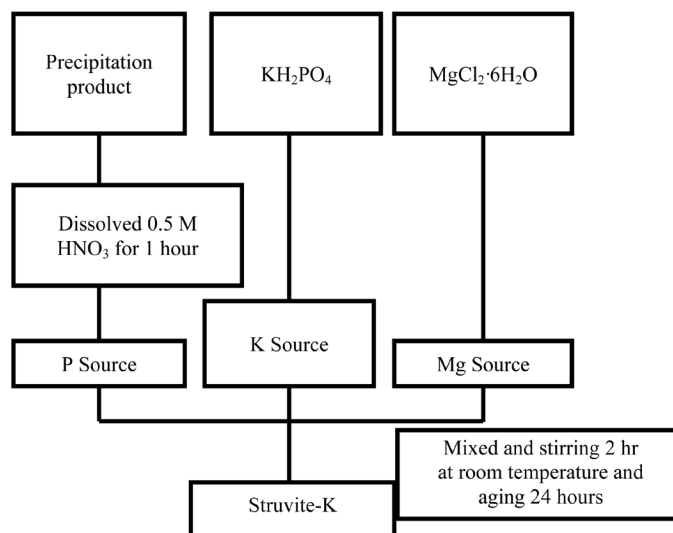 Precipitation
product
KH₂PO₄
MgCl₂·6H₂O
Dissolved 0.5 M
HNO₃ for 1 hour
P Source
K Source
Mg Source
Mixed and stirring 2 hr
at room temperature and
aging 24 hours
Struvite-K